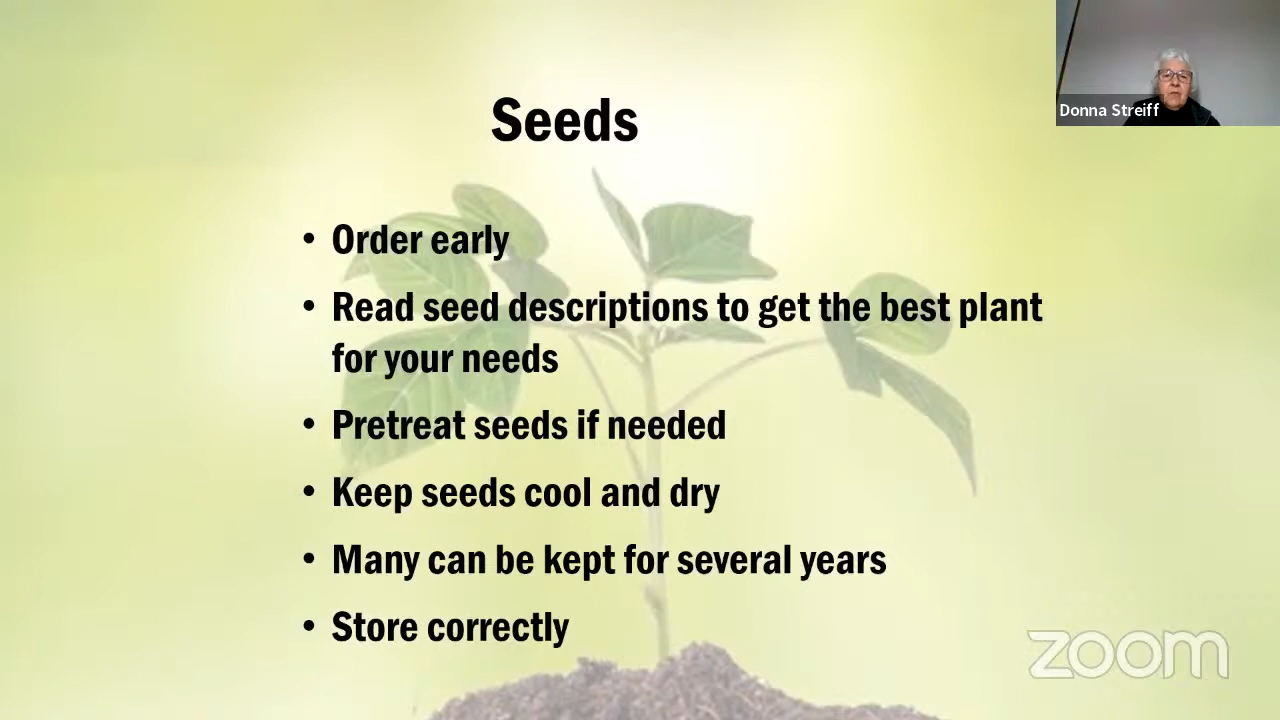 Seeds
Donna Streiff
• Order early
• Read seed descriptions to get the best plant
for your needs
• Pretreat seeds if needed
• Keep seeds cool and dry
• Many can be kept for several years
• Store correctly
zoom